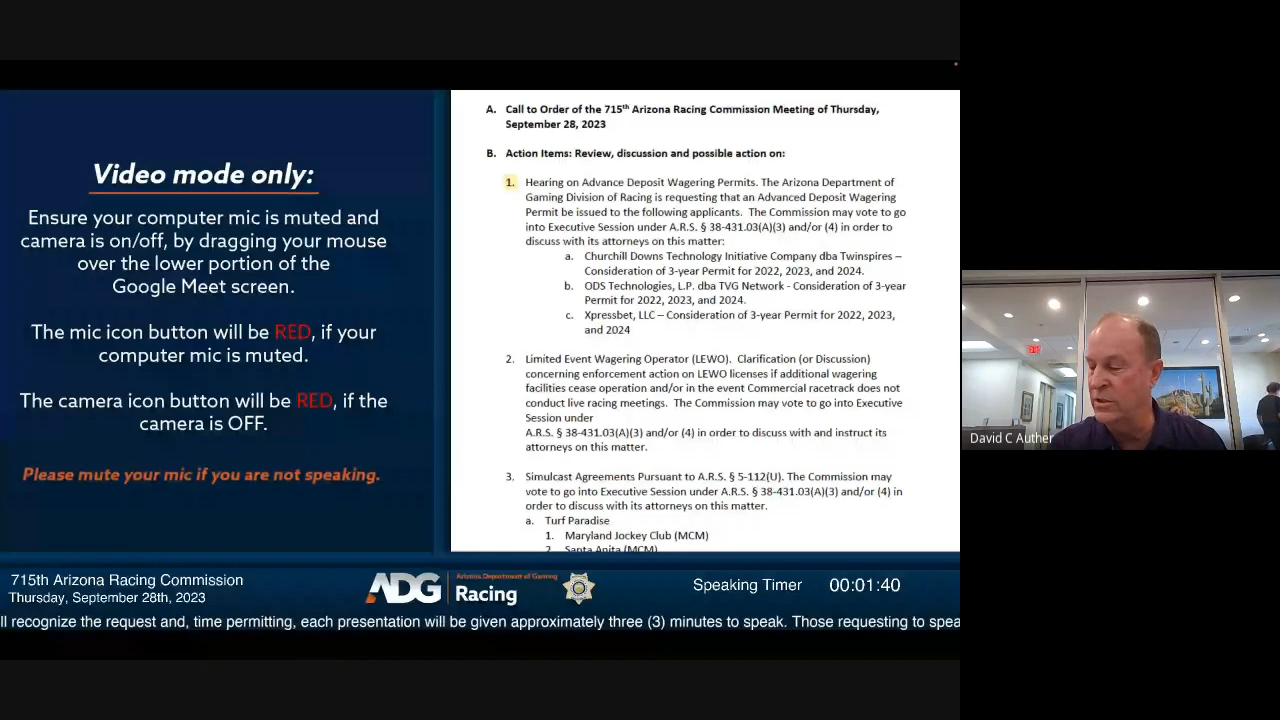 Video mode only:
Ensure your computer mic is muted and
camera is on/off, by dragging your mouse
over the lower portion of the
Google Meet screen.
The mic icon button will be RED, if your
computer mic is muted.
The camera icon button will be RED, if the
camera is OFF.
Please mute your mic if you are not speaking.
A. Call to Order of the 715th Arizona Racing Commission Meeting of Thursday,
September 28, 2023
B. Action Items: Review, discussion and possible action on:
1. Hearing on Advance Deposit Wagering Permits. The Arizona Department of
Gaming Division of Racing is requesting that an Advanced Deposit Wagering
Permit be issued to the following applicants. The Commission may vote to go
into Executive Session under A.R.S. § 38-431.03(A)(3) and/or (4) in order to
discuss with its attorneys on this matter:
a. Churchill Downs Technology Initiative Company dba Twinspires –
Consideration of 3-year Permit for 2022, 2023, and 2024.
b. ODS Technologies, L.P. dba TVG Network - Consideration of 3-year
Permit for 2022, 2023, and 2024.
c. Xpressbet, LLC – Consideration of 3-year Permit for 2022, 2023,
and 2024
2. Limited Event Wagering Operator (LEWO). Clarification (or Discussion)
concerning enforcement action on LEWO licenses if additional wagering
facilities cease operation and/or in the event Commercial racetrack does not
conduct live racing meetings. The Commission may vote to go into Executive
Session under
A.R.S. § 38-431.03(A)(3) and/or (4) in order to discuss with and instruct its
attorneys on this matter.
3. Simulcast Agreements Pursuant to A.R.S. § 5-112(U). The Commission may
vote to go into Executive Session under A.R.S. § 38-431.03(A)(3) and/or (4) in
order to discuss with its attorneys on this matter.
a. Turf Paradise
1. Maryland Jockey Club (MCM)
2. Santa Anita (MCM)
David C Auther
715th Arizona Racing Commission
Thursday, September 28th, 2023
ADG
Arizona Department of Gaming
Racing
Speaking Timer 00:01:40
ll recognize the request and, time permitting, each presentation will be given approximately three (3) minutes to speak. Those requesting to spea